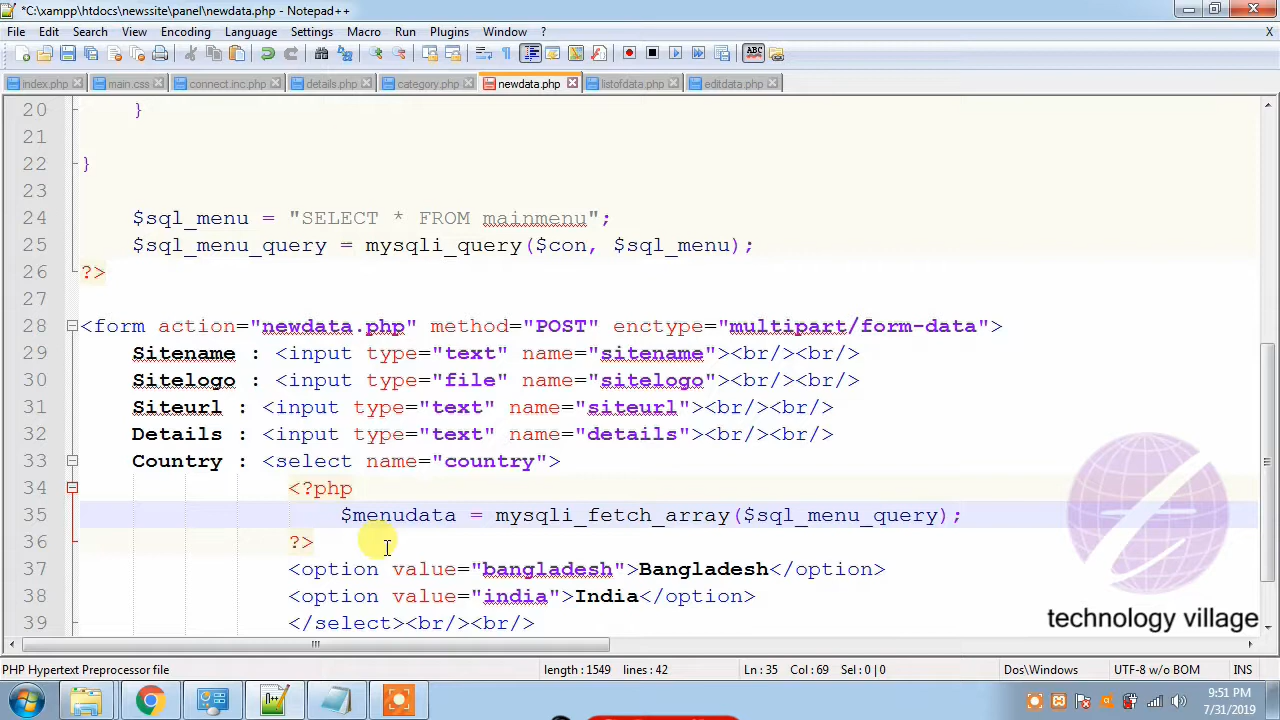 *C:\xampp\htdocs\newssite\panel\newdata.php - Notepad++
File Edit Search View Encoding Language Settings Macro Run Plugins Window ? X
index.php main.css connect.inc.php details.php category.php newdata.php listofdata.php editdata.php
20 }
21
22 }
23
24 $sql_menu = "SELECT * FROM mainmenu";
25 $sql_menu_query = mysqli_query($con, $sql_menu);
26 ?>
27
28 <form action="newdata.php" method="POST" enctype="multipart/form-data">
29 Sitename : <input type="text" name="sitename"><br/><br/>
30 Sitelogo : <input type="file" name="sitelogo"><br/><br/>
31 Siteurl : <input type="text" name="siteurl"><br/><br/>
32 Details : <input type="text" name="details"><br/><br/>
33 Country : <select name="country">
34 <?php
35 $menudata = mysqli_fetch_array($sql_menu_query);
36 ?>
37 <option value="bangladesh">Bangladesh</option>
38 <option value="india">India</option>
39 </select><br/><br/>
technology village
PHP Hypertext Preprocessor file length : 1549 lines : 42 Ln : 35 Col : 69 Sel : 0 | 0 Dos\Windows UTF-8 w/o BOM INS
9:51 PM
7/31/2019